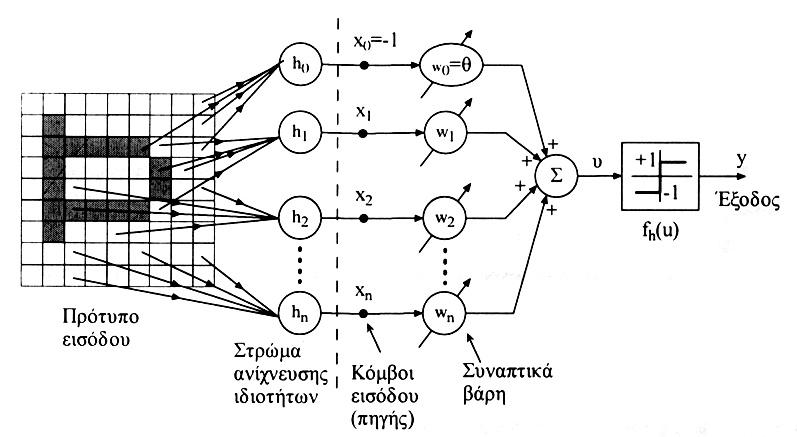 x₀=-1
h₀
w₀=θ
x₁
h₁
w₁
x₂
h₂
w₂
xₙ
hₙ
wₙ
+
+
+
+
Σ
υ
+1
-1
fₕ(u)
y
Έξοδος
Πρότυπο
εισόδου
Στρώμα
ανίχνευσης
ιδιοτήτων
Κόμβοι
εισόδου
(πηγής)
Συναπτικά
βάρη